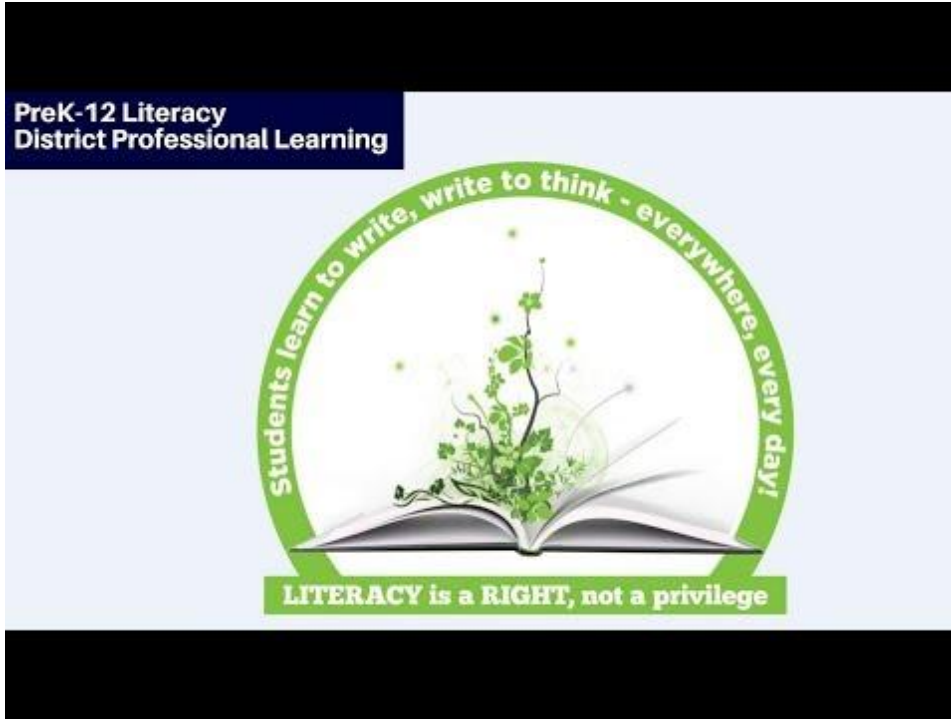 PreK-12 Literacy
District Professional Learning
Students learn to write, write to think - everywhere, every day!
LITERACY is a RIGHT, not a privilege